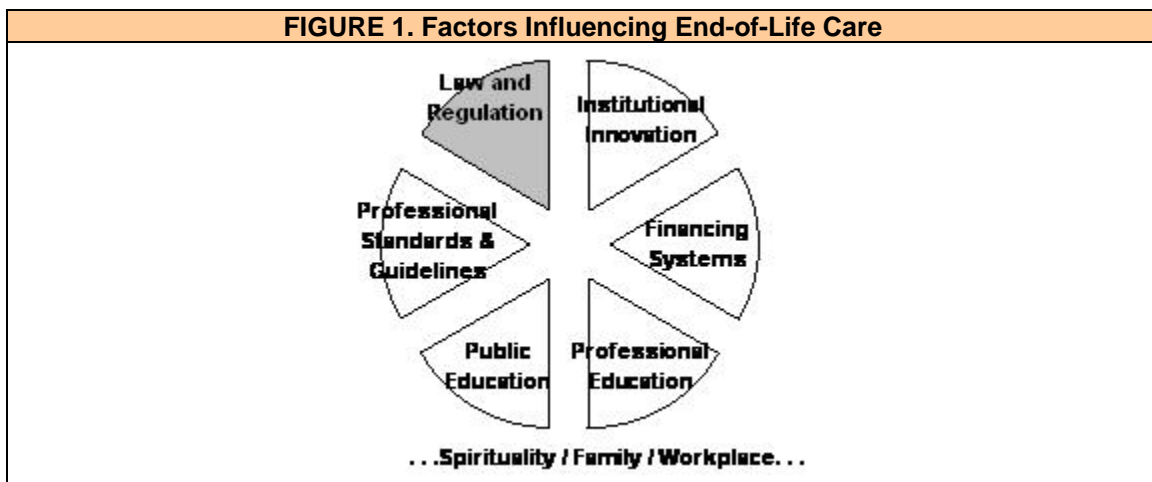 FIGURE 1. Factors Influencing End-of-Life Care
Law and
Regulation
Institutional
Innovation
Professional
Standards &
Guidelines
Financing
Systems
Public
Education
Professional
Education
. . .Spirituality / Family / Workplace. . .